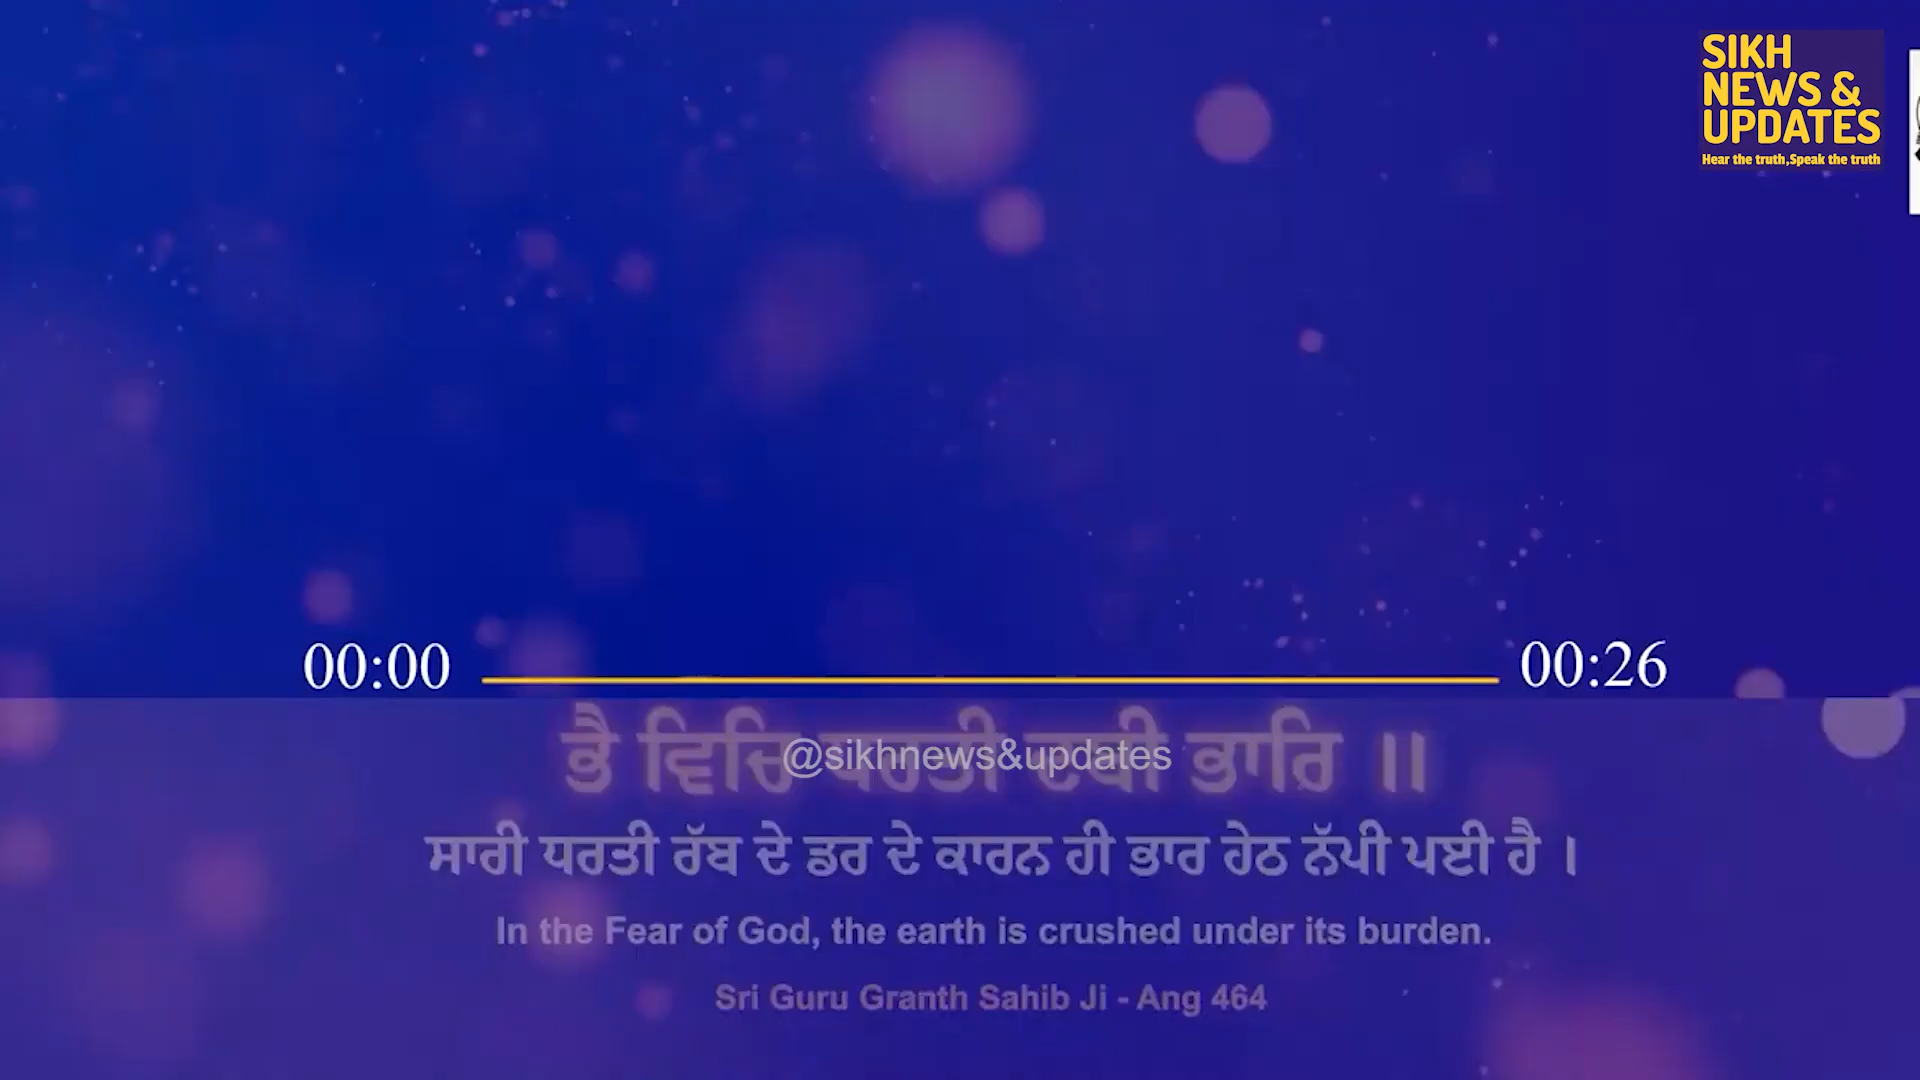 SIKH
NEWS &
UPDATES
Hear the truth,Speak the truth
00:00
00:26
ਭੈ ਵਿਚਿ ਧਰਤੀ ਦਬੀ ਭਾਰਿ ॥
@sikhnews&updates
ਸਾਰੀ ਧਰਤੀ ਰੱਬ ਦੇ ਡਰ ਦੇ ਕਾਰਨ ਹੀ ਭਾਰ ਹੇਠ ਨੱਪੀ ਪਈ ਹੈ ।
In the Fear of God, the earth is crushed under its burden.
Sri Guru Granth Sahib Ji - Ang 464